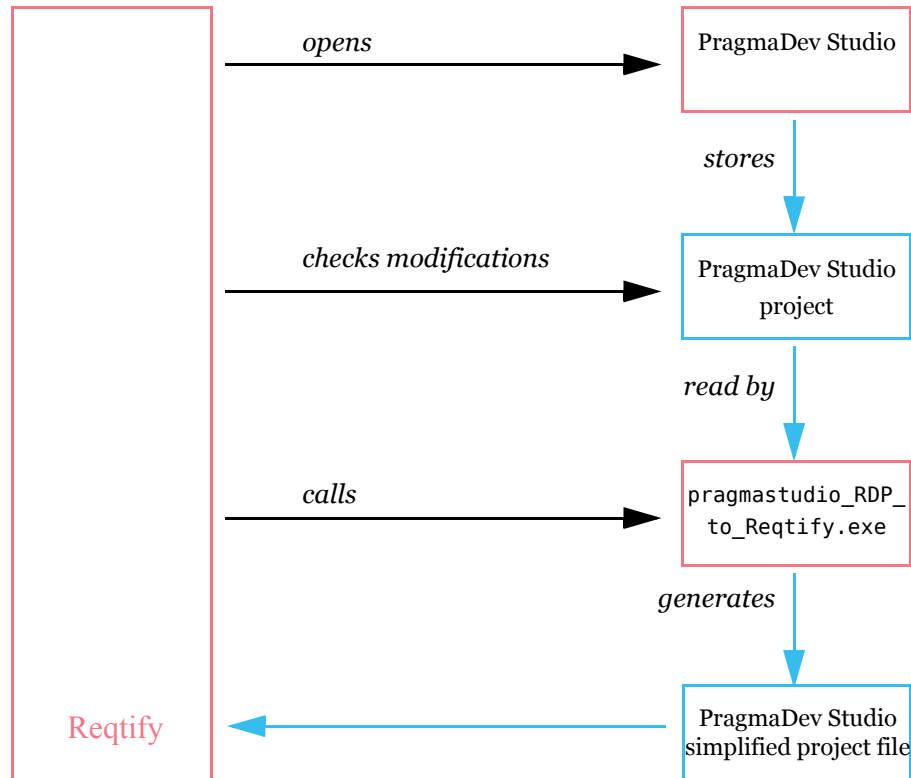 opens
PragmaDev Studio
stores
checks modifications
PragmaDev Studio
project
read by
calls
pragmastudio_RDP_
to_Reqtify.exe
generates
Reqtify
PragmaDev Studio
simplified project file